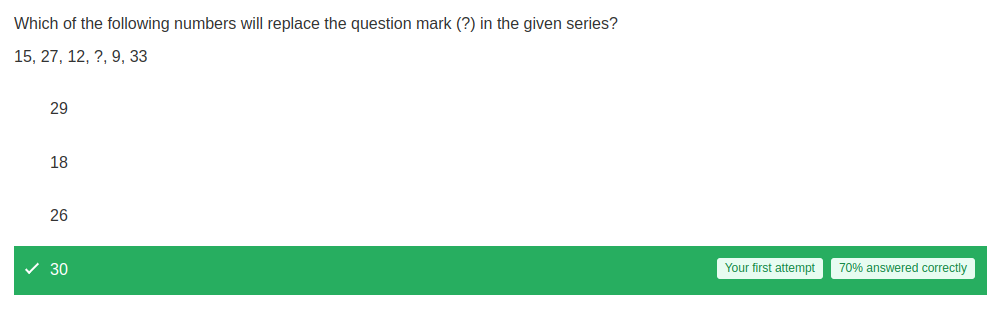 Which of the following numbers will replace the question mark (?) in the given series?
15, 27, 12, ?, 9, 33
29
18
26
30 Your first attempt 70% answered correctly